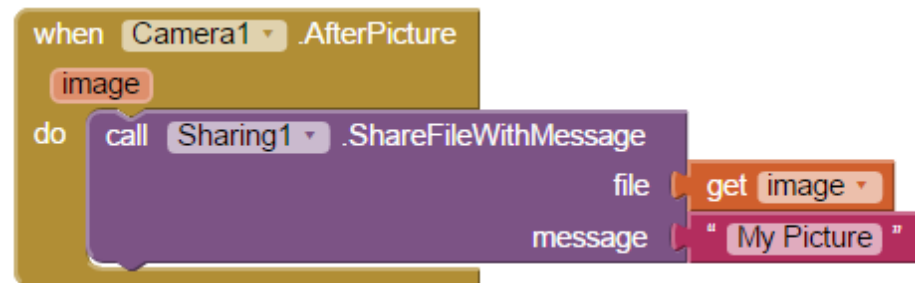 when Camera1 .AfterPicture
image
do call Sharing1 .ShareFileWithMessage
file get image
message " My Picture "